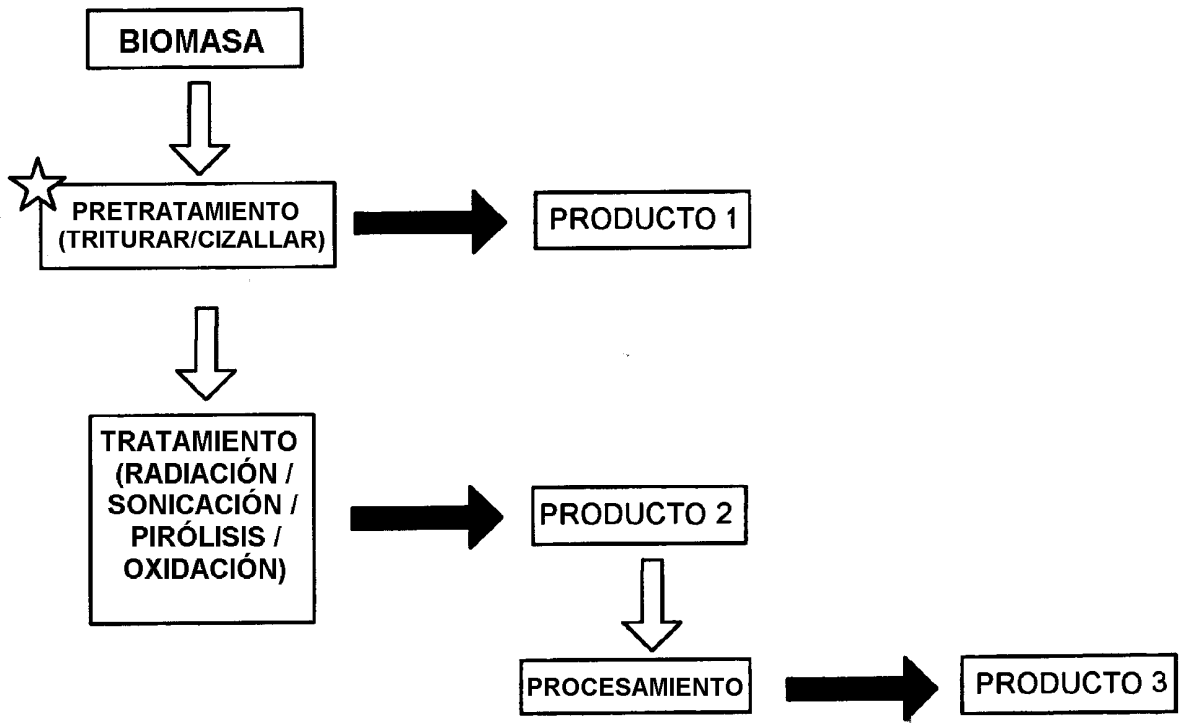 BIOMASA
PRETRATAMIENTO
(TRITURAR/CIZALLAR)
PRODUCTO 1
TRATAMIENTO
(RADIACIÓN /
SONICACIÓN /
PIRÓLISIS /
OXIDACIÓN)
PRODUCTO 2
PROCESAMIENTO
PRODUCTO 3